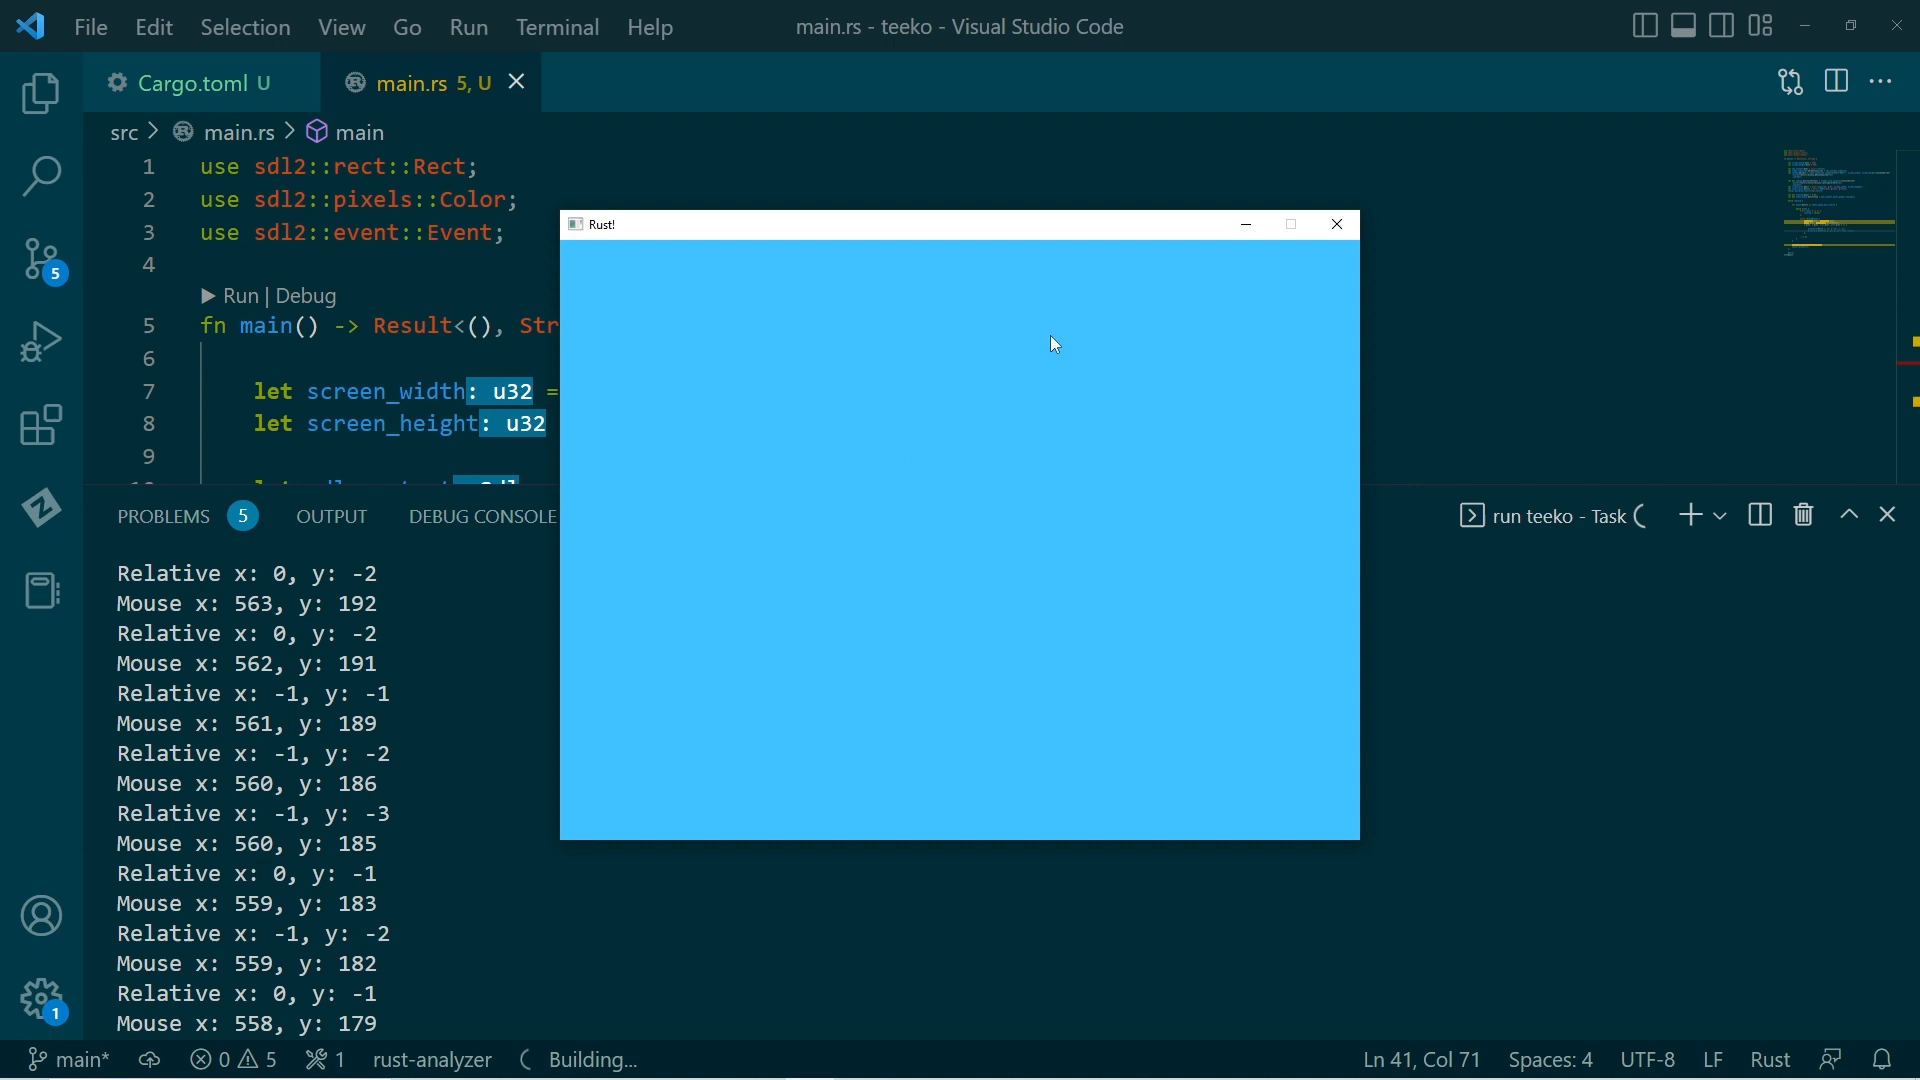 File Edit Selection View Go Run Terminal Help main.rs - teeko - Visual Studio Code
Cargo.toml U main.rs 5, U
src > main.rs > main
1 use sdl2::rect::Rect;
2 use sdl2::pixels::Color;
3 use sdl2::event::Event;
4
Run | Debug
5 fn main() -> Result<(), Str
6
7 let screen_width: u32 =
8 let screen_height: u32
9
Rust!
5
PROBLEMS 5 OUTPUT DEBUG CONSOLE run teeko - Task
Relative x: 0, y: -2
Mouse x: 563, y: 192
Relative x: 0, y: -2
Mouse x: 562, y: 191
Relative x: -1, y: -1
Mouse x: 561, y: 189
Relative x: -1, y: -2
Mouse x: 560, y: 186
Relative x: -1, y: -3
Mouse x: 560, y: 185
Relative x: 0, y: -1
Mouse x: 559, y: 183
Relative x: -1, y: -2
Mouse x: 559, y: 182
Relative x: 0, y: -1
Mouse x: 558, y: 179
1
main* 0 5 1 rust-analyzer Building... Ln 41, Col 71 Spaces: 4 UTF-8 LF Rust